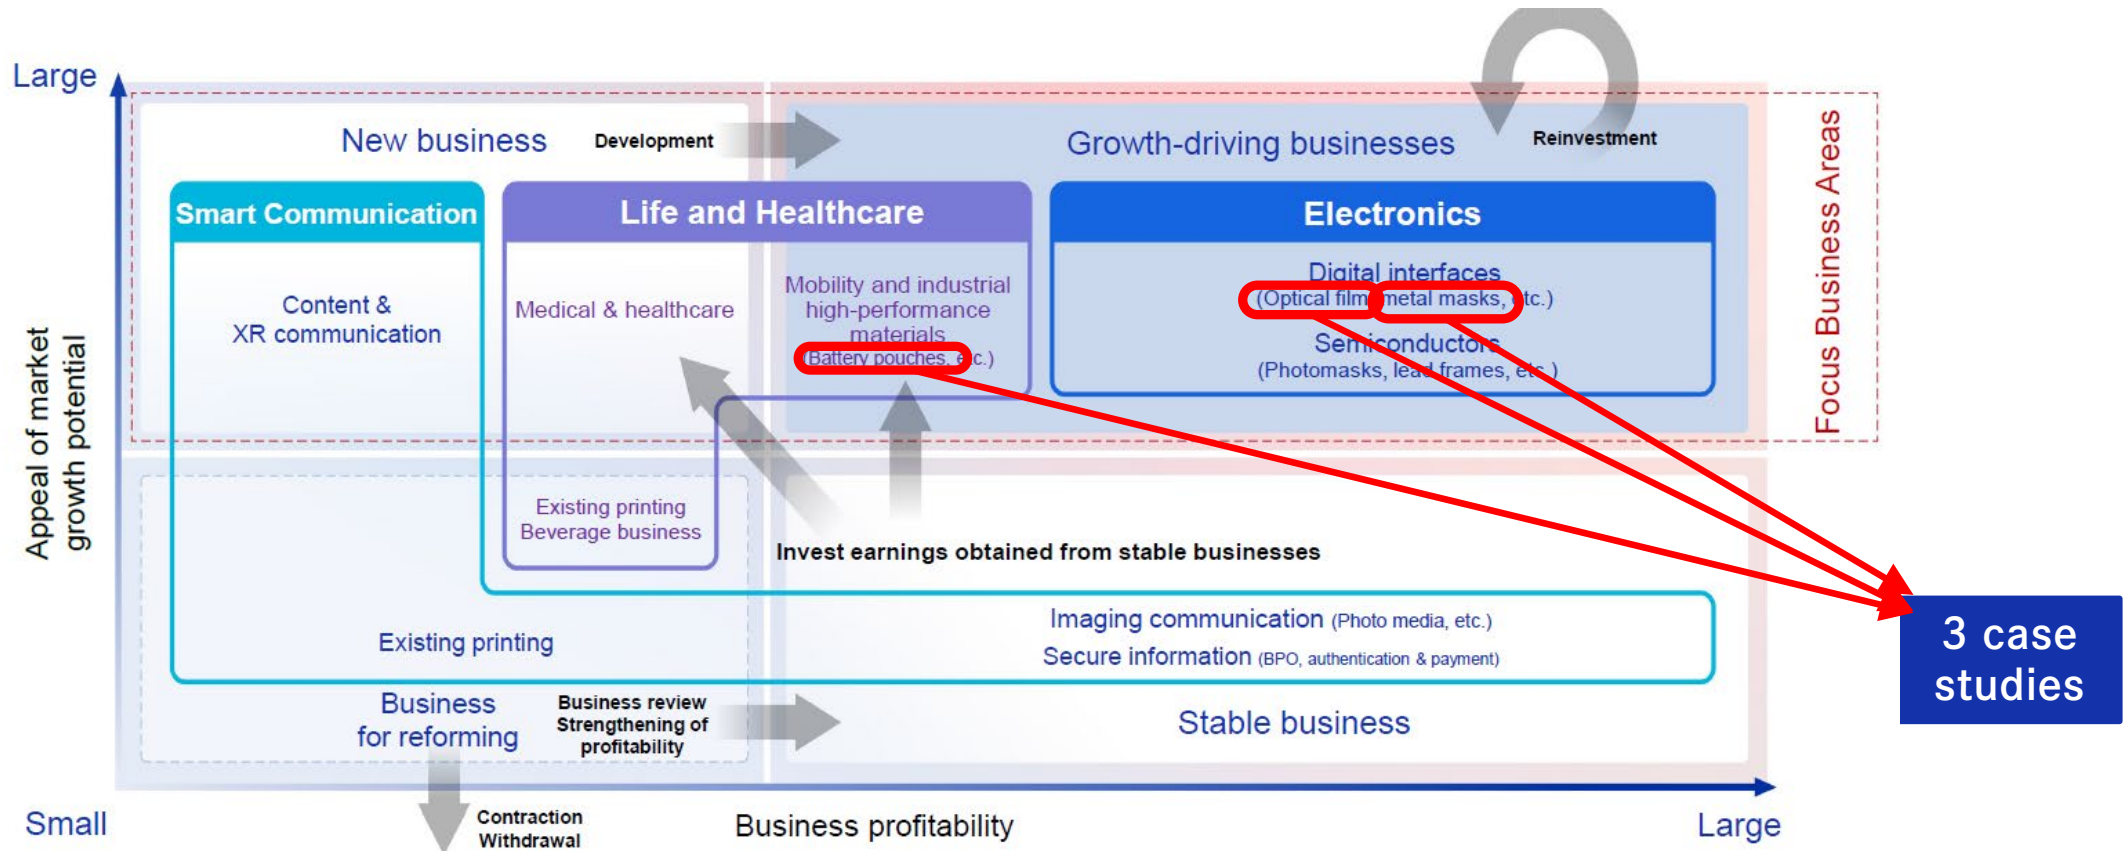 Large
New business
Development
Growth-driving businesses
Reinvestment
Focus Business Areas
Smart Communication
Life and Healthcare
Electronics
Content &
XR communication
Medical & healthcare
Mobility and industrial
high-performance
materials
(Battery pouches, etc.)
Digital interfaces
(Optical film, metal masks, etc.)
Semiconductors
(Photomasks, lead frames, etc.)
Appeal of market
growth potential
Existing printing
Beverage business
Invest earnings obtained from stable businesses
Existing printing
Imaging communication (Photo media, etc.)
Secure information (BPO, authentication & payment)
3 case
studies
Business
for reforming
Business review
Strengthening of
profitability
Stable business
Small
Contraction
Withdrawal
Business profitability
Large